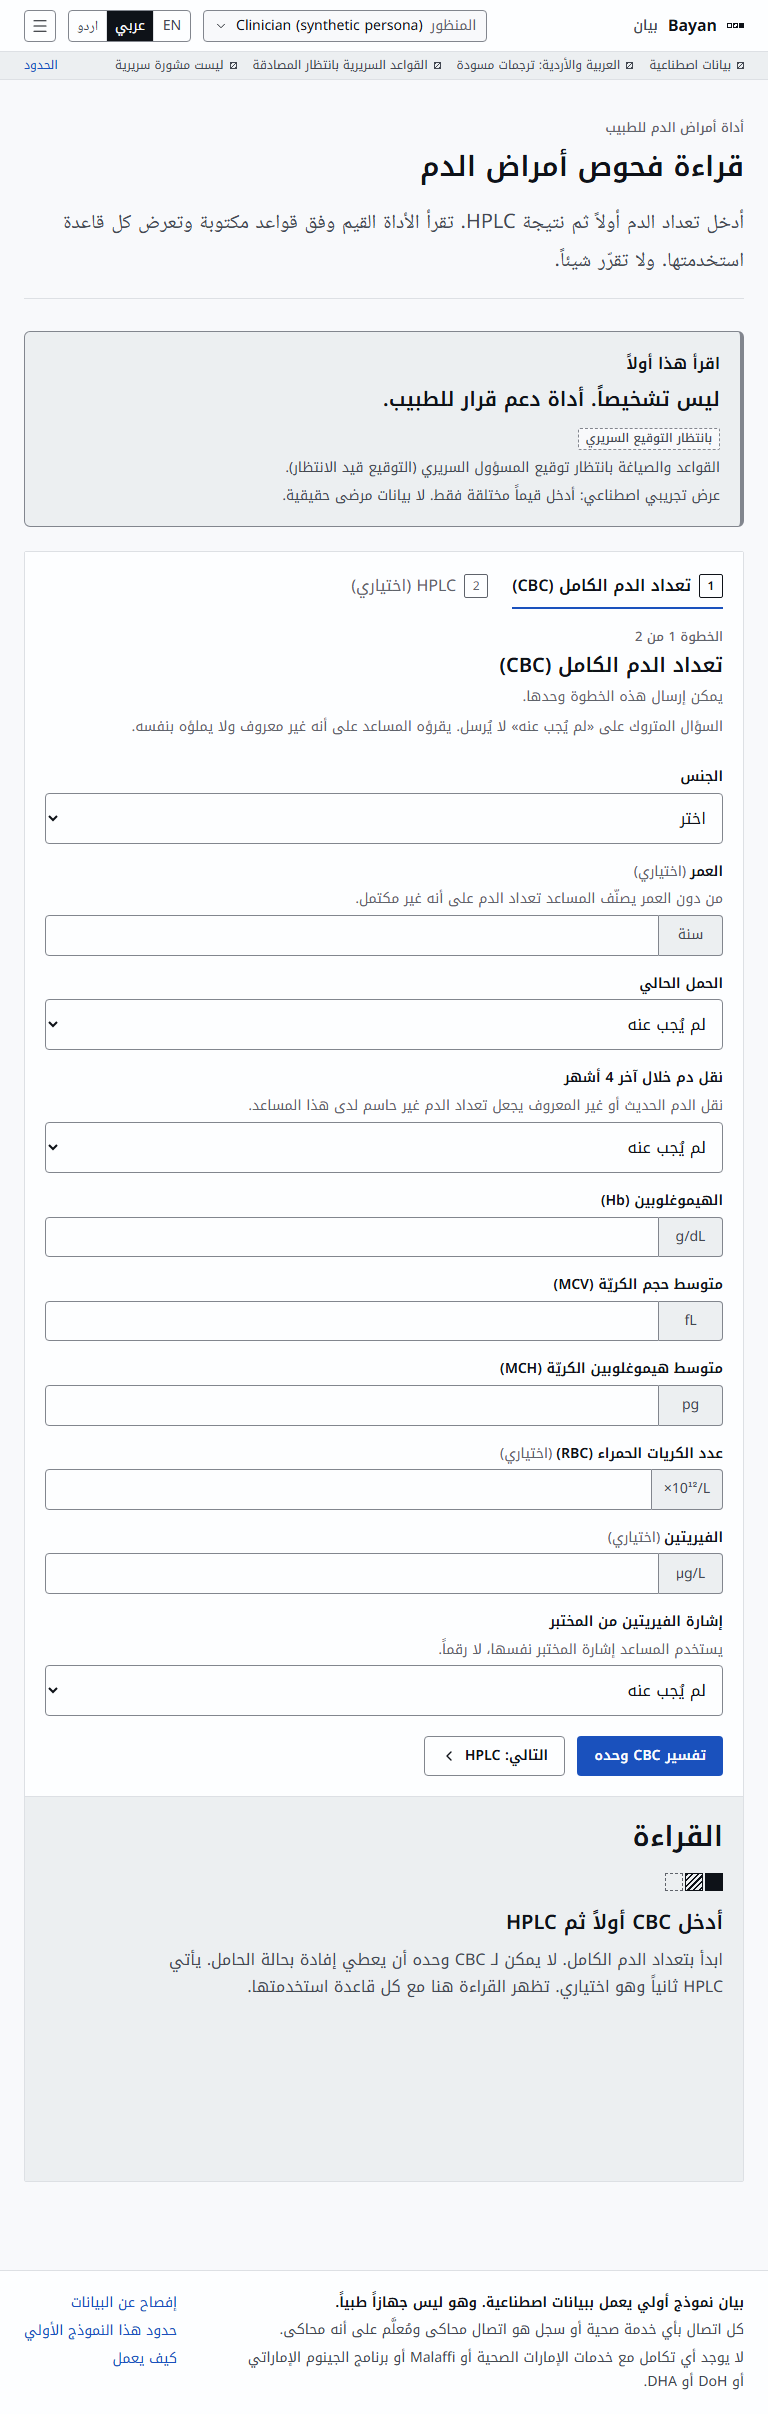 Bayan بيان
المنظور Clinician (synthetic persona)
EN عربي اردو
بيانات اصطناعية
العربية والأردية: ترجمات مسودة
القواعد السريرية بانتظار المصادقة
ليست مشورة سريرية
الحدود
أداة أمراض الدم للطبيب
قراءة فحوص أمراض الدم
أدخل تعداد الدم أولاً ثم نتيجة HPLC. تقرأ الأداة القيم وفق قواعد مكتوبة وتعرض كل قاعدة
استخدمتها. ولا تقرّر شيئاً.
اقرأ هذا أولاً
ليس تشخيصاً. أداة دعم قرار للطبيب.
بانتظار التوقيع السريري
القواعد والصياغة بانتظار توقيع المسؤول السريري (التوقيع قيد الانتظار).
عرض تجريبي اصطناعي: أدخل قيماً مختلقة فقط. لا بيانات مرضى حقيقية.
1 تعداد الدم الكامل (CBC)
2 HPLC (اختياري)
الخطوة 1 من 2
تعداد الدم الكامل (CBC)
يمكن إرسال هذه الخطوة وحدها.
السؤال المتروك على «لم يُجب عنه» لا يُرسل. يقرؤه المساعد على أنه غير معروف ولا يملؤه بنفسه.
الجنس
اختر
العمر (اختياري)
من دون العمر يصنّف المساعد تعداد الدم على أنه غير مكتمل.
سنة
الحمل الحالي
لم يُجب عنه
نقل دم خلال آخر 4 أشهر
نقل الدم الحديث أو غير المعروف يجعل تعداد الدم غير حاسم لدى هذا المساعد.
لم يُجب عنه
الهيموغلوبين (Hb)
g/dL
متوسط حجم الكريّة (MCV)
fL
متوسط هيموغلوبين الكريّة (MCH)
pg
عدد الكريات الحمراء (RBC) (اختياري)
×10¹²/L
الفيريتين (اختياري)
µg/L
إشارة الفيريتين من المختبر
يستخدم المساعد إشارة المختبر نفسها، لا رقماً.
لم يُجب عنه
تفسير CBC وحده
التالي: HPLC
القراءة
أدخل CBC أولاً ثم HPLC
ابدأ بتعداد الدم الكامل. لا يمكن لـ CBC وحده أن يعطي إفادة بحالة الحامل. يأتي
HPLC ثانياً وهو اختياري. تظهر القراءة هنا مع كل قاعدة استخدمتها.
بيان نموذج أولي يعمل ببيانات اصطناعية. وهو ليس جهازاً طبياً.
كل اتصال بأي خدمة صحية أو سجل هو اتصال محاكى ومُعلَّم على أنه محاكى.
لا يوجد أي تكامل مع خدمات الإمارات الصحية أو Malaffi أو برنامج الجينوم الإماراتي
أو DoH أو DHA.
إفصاح عن البيانات
حدود هذا النموذج الأولي
كيف يعمل